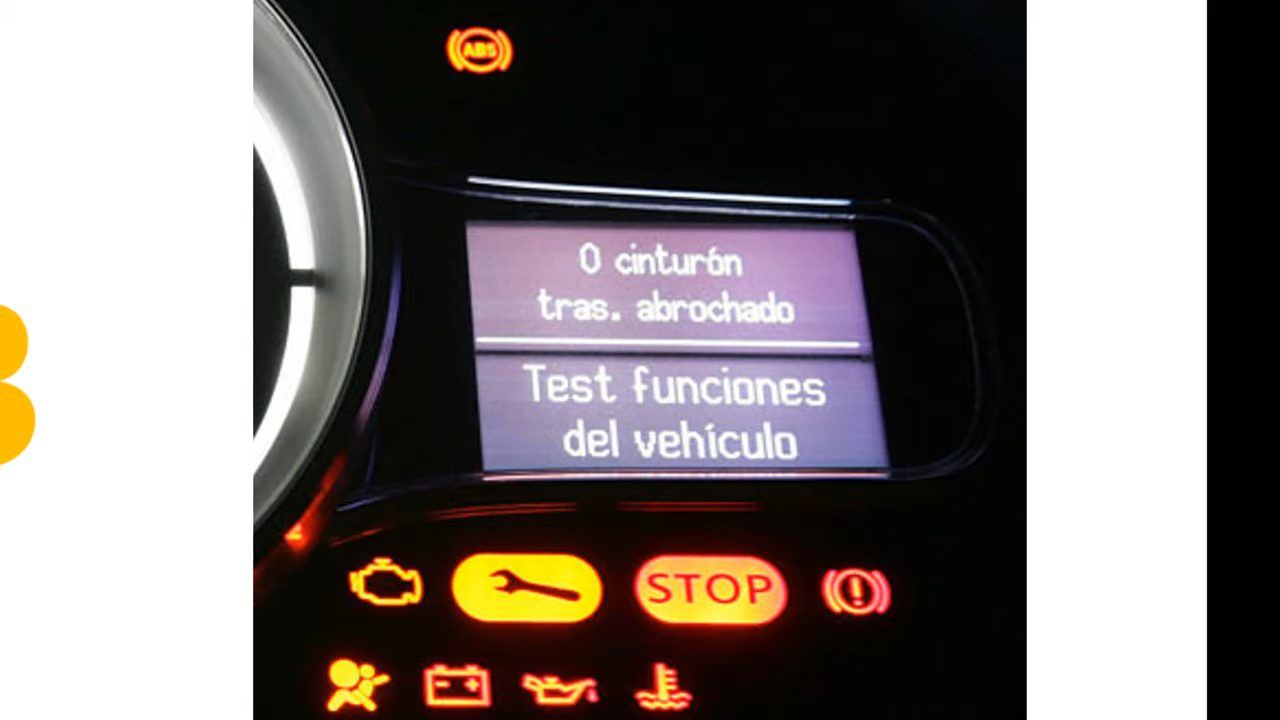 ABS
0 cinturón
tras. abrochado
Test funciones
del vehículo
STOP